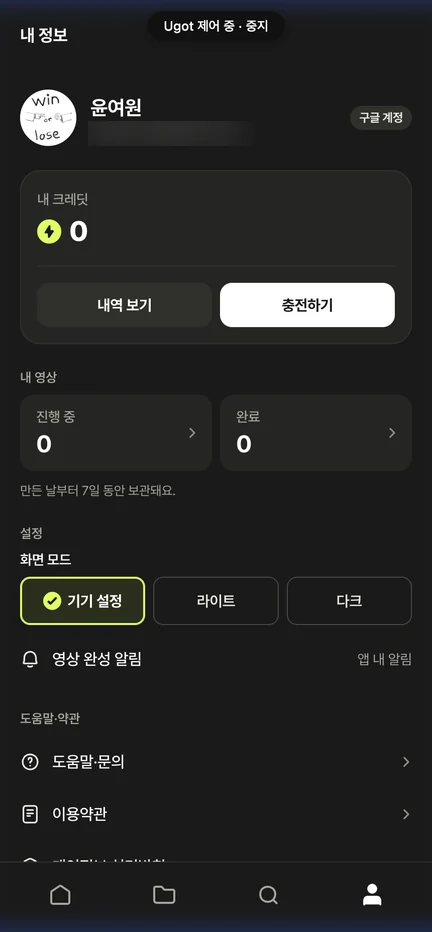 Ugot 제어 중 · 중지
내 정보
win
or
lose
윤여원
구글 계정
내 크레딧
0
내역 보기
충전하기
내 영상
진행 중
0
완료
0
만든 날부터 7일 동안 보관돼요.
설정
화면 모드
기기 설정
라이트
다크
영상 완성 알림
앱 내 알림
도움말·약관
도움말·문의
이용약관